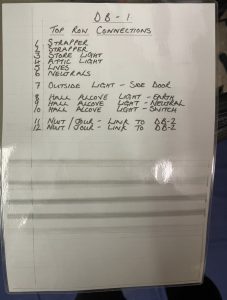 DB-1
TOP ROW CONNECTIONS
1 STRAPPER
2 STRAPPER
3 STORE LIGHT
4 ATTIC LIGHT
5 LIVES
6 NEUTRALS
7 OUTSIDE LIGHT - SIDE DOOR
8 HALL ALCOVE LIGHT - EARTH
9 HALL ALCOVE LIGHT - NEUTRAL
10 HALL ALCOVE LIGHT - SWITCH
11 NEUT / - LINK TO DB-2
12 NEUT / - LINK TO DB-2